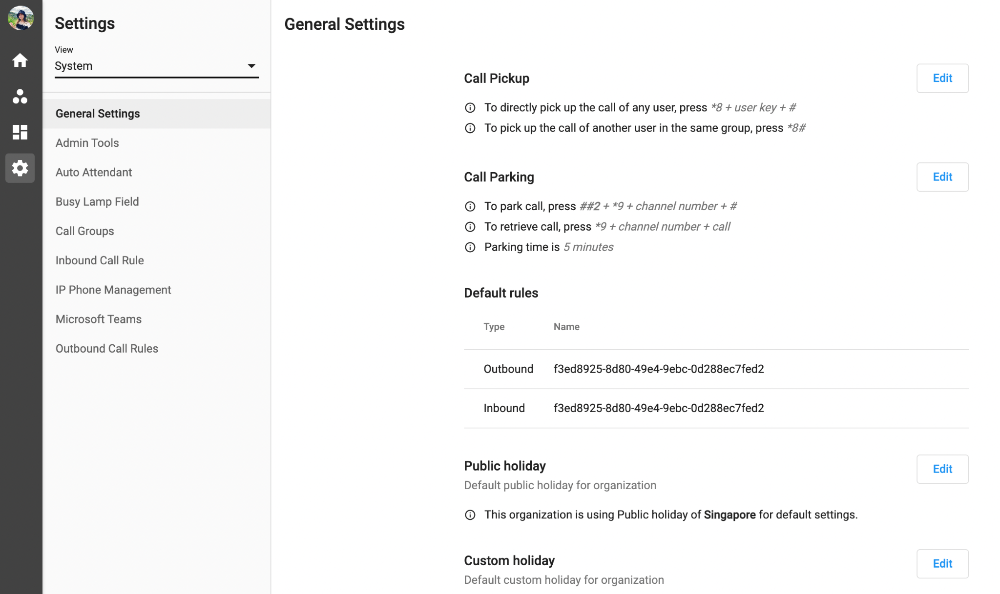 Settings
View
System
General Settings
Admin Tools
Auto Attendant
Busy Lamp Field
Call Groups
Inbound Call Rule
IP Phone Management
Microsoft Teams
Outbound Call Rules
General Settings
Call Pickup
Edit
To directly pick up the call of any user, press *8 + user key + #
To pick up the call of another user in the same group, press *8#
Call Parking
Edit
To park call, press ##2 + *9 + channel number + #
To retrieve call, press *9 + channel number + call
Parking time is 5 minutes
Default rules
Type Name
Outbound f3ed8925-8d80-49e4-9ebc-0d288ec7fed2
Inbound f3ed8925-8d80-49e4-9ebc-0d288ec7fed2
Public holiday
Edit
Default public holiday for organization
This organization is using Public holiday of Singapore for default settings.
Custom holiday
Edit
Default custom holiday for organization